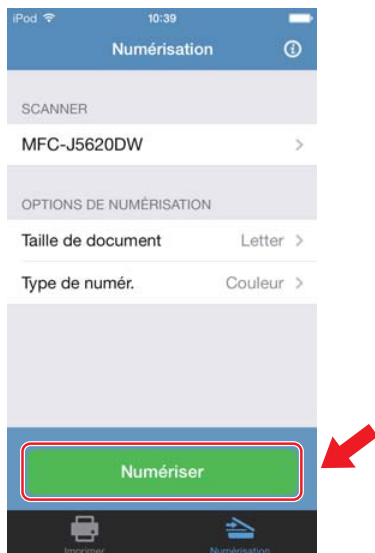 iPod 10:39
Numérisation
SCANNER
MFC-J5620DW
OPTIONS DE NUMÉRISATION
Taille de document Letter
Type de numér. Couleur
Numériser
Imprimer Numérisation